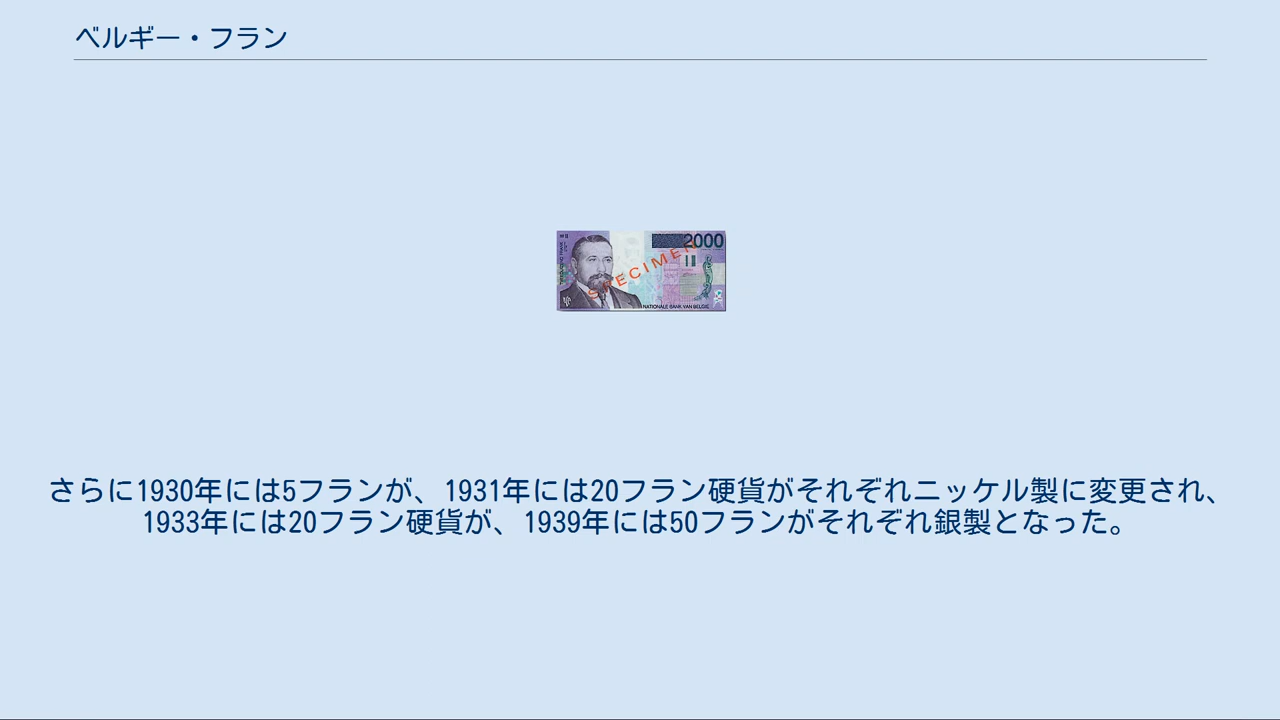 ベルギー・フラン
2000
SPECIMEN
NATIONALE BANK VAN BELGIË
さらに1930年には5フランが、1931年には20フラン硬貨がそれぞれニッケル製に変更され、
1933年には20フラン硬貨が、1939年には50フランがそれぞれ銀製となった。